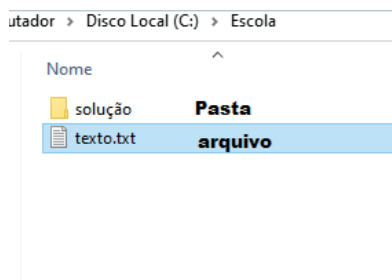 utador > Disco Local (C:) > Escola
Nome
solução Pasta
texto.txt arquivo